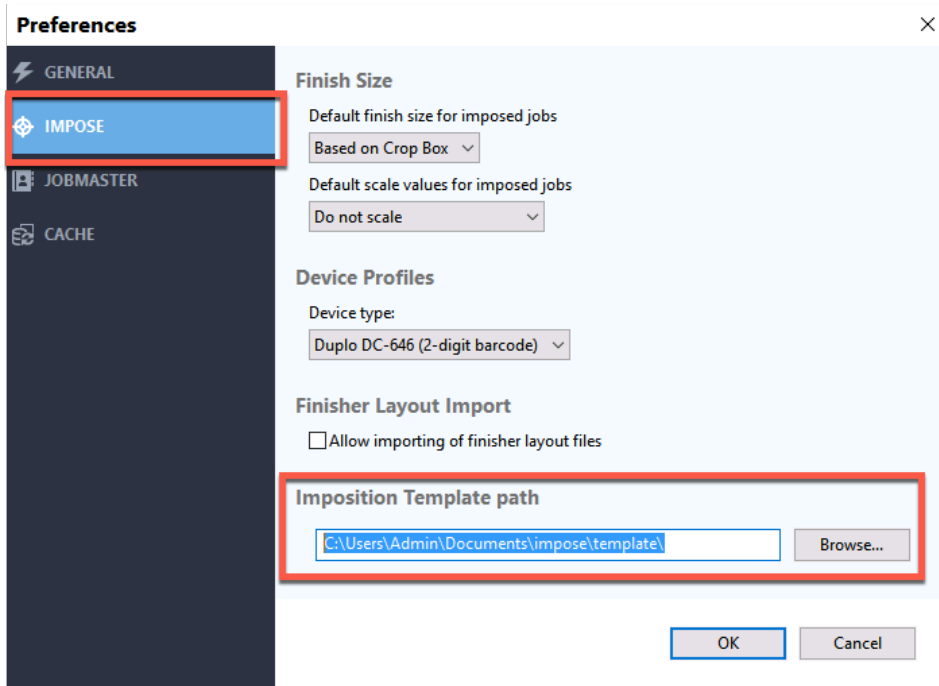 Preferences
GENERAL
IMPOSE
JOBMASTER
CACHE
Finish Size
Default finish size for imposed jobs
Based on Crop Box
Default scale values for imposed jobs
Do not scale
Device Profiles
Device type:
Duplo DC-646 (2-digit barcode)
Finisher Layout Import
Allow importing of finisher layout files
Imposition Template path
C:\Users\Admin\Documents\impose\template\
Browse...
OK
Cancel